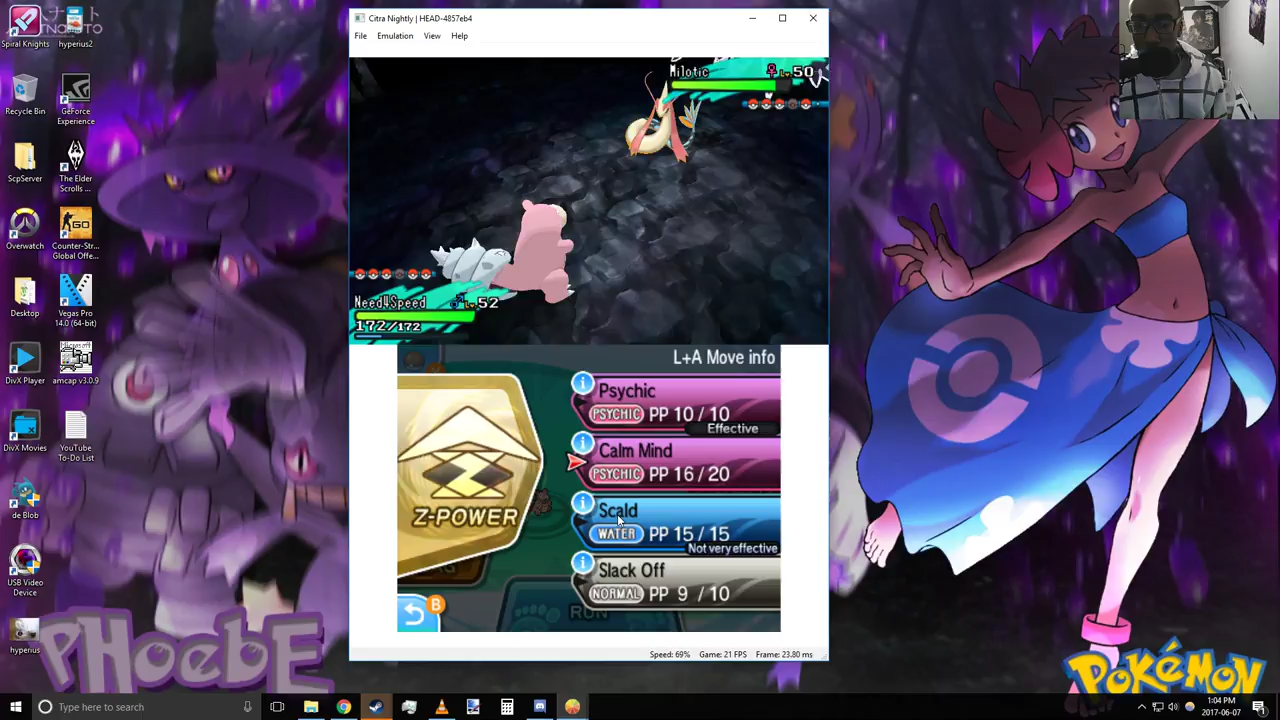 Citra Nightly | HEAD-4857eb4
File Emulation View Help
Spiral Knights
hyperius2
Recycle Bin
GeForce Experience
ScpServer
The Elder Scrolls ...
Overwatch
Counter-Strike Global Offe...
Desktop
Vegas Pro 14.0 (64-bit)
DivX Player
amcap v3.0.9
DivX Movies
YouTube To-Do List
de Blob
USB Video Device
hyperius
Milotic ♀ Lv.50
Need4Speed ♂ Lv.52
172/172
L+A Move info
Psychic
PSYCHIC PP 10/10
Effective
Calm Mind
PSYCHIC PP 16/20
Scald
WATER PP 15/15
Not very effective
Slack Off
NORMAL PP 9/10
Z-POWER
B
RUN
Speed: 69% Game: 21 FPS Frame: 23.80 ms
PHoebE
POKéMON
Type here to search
1:04 PM
2017-06-07